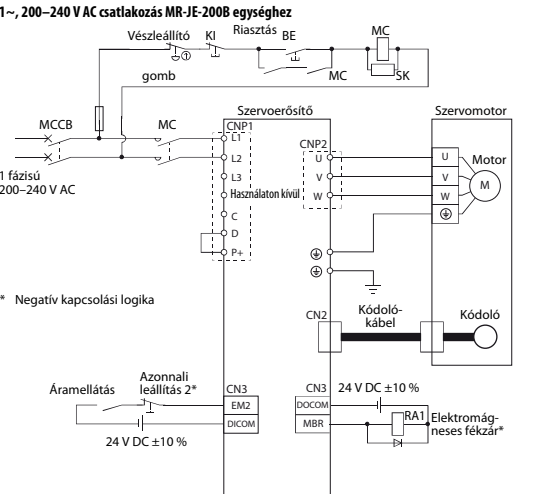 1~, 200–240 V AC csatlakozás MR-JE-200B egységhez
Vészleállító KI Riasztás BE MC
gomb MC SK
MCCB MC Szervoerősítő Szervomotor
CNP1
L1
CNP2
L2 U U Motor
1 fázisú
200–240 V AC
L3 V V M
Használaton kívül W W
C
D
P+
* Negatív kapcsolási logika
CN2 Kódoló-
kábel
Kódoló
Áramellátás Azonnali
leállítás 2*
CN3 CN3 24 V DC ±10 %
EM2 DOCOM
DICOM MBR RA1 Elektromág-
neses fékzár*
24 V DC ±10 %